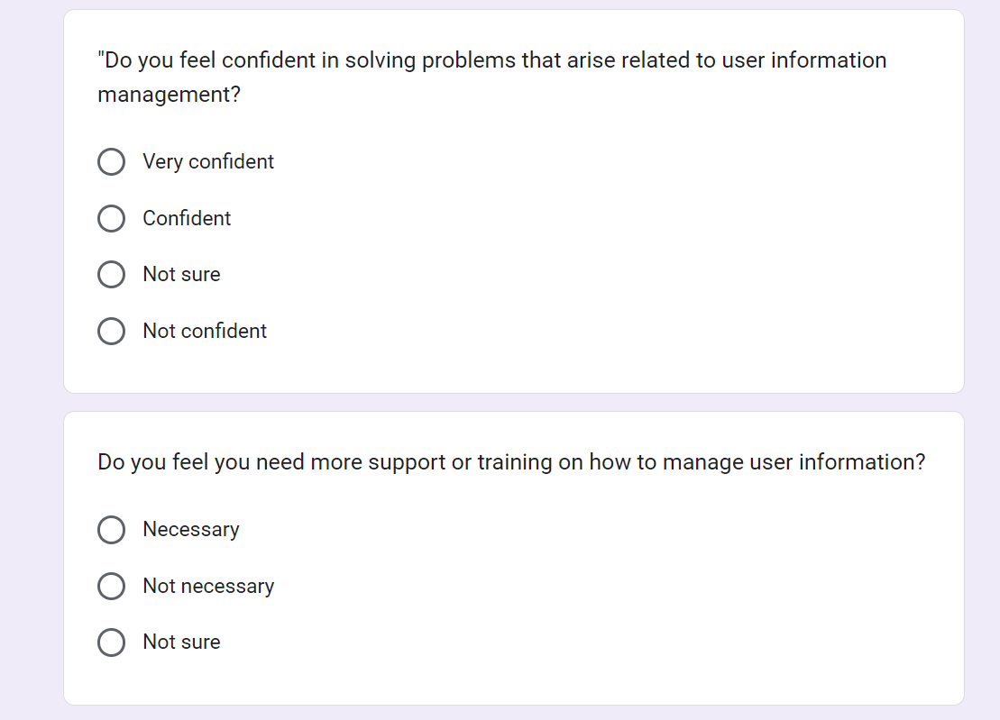 "Do you feel confident in solving problems that arise related to user information
management?
Very confident
Confident
Not sure
Not confident
Do you feel you need more support or training on how to manage user information?
Necessary
Not necessary
Not sure